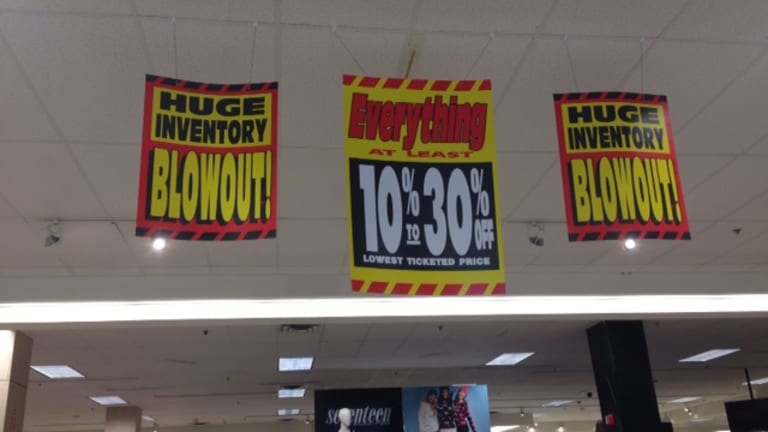 HUGE
INVENTORY
BLOWOUT!
Everything
AT LEAST
10% TO 30% OFF
LOWEST TICKETED PRICE
HUGE
INVENTORY
BLOWOUT!
seventeen